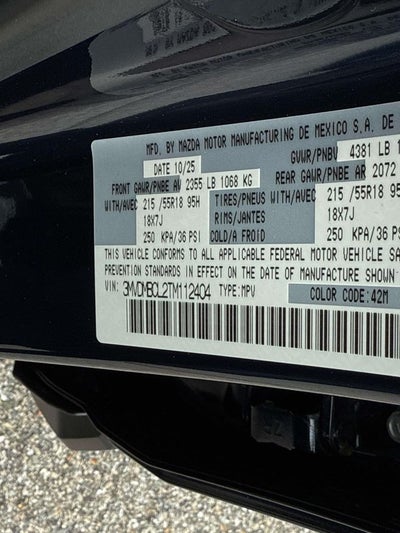 MFD. BY MAZDA MOTOR MANUFACTURING DE MEXICO S.A. DE
DATE 10/25 GVWR/PNBV 4381 LB
FRONT GAWR/PNBE AV 2355 LB 1068 KG REAR GAWR/PNBE AR 2072
WITH/AVEC 215 /55R18 95H TIRES/PNEUS WITH/AVEC 215 /55R18 95
18X7J RIMS/JANTES 18X7J
250 KPA/36 PSI COLD/A FROID 250 KPA/36 PS
THIS VEHICLE CONFORMS TO ALL APPLICABLE FEDERAL MOTOR VEHICLE SA
PREVENTION STANDARDS IN EFFECT ON THE DATE OF MANUFACTURE SHOWN
VIN: 3MVDMBCL2TM112404 TYPE: MPV COLOR CODE: 42M